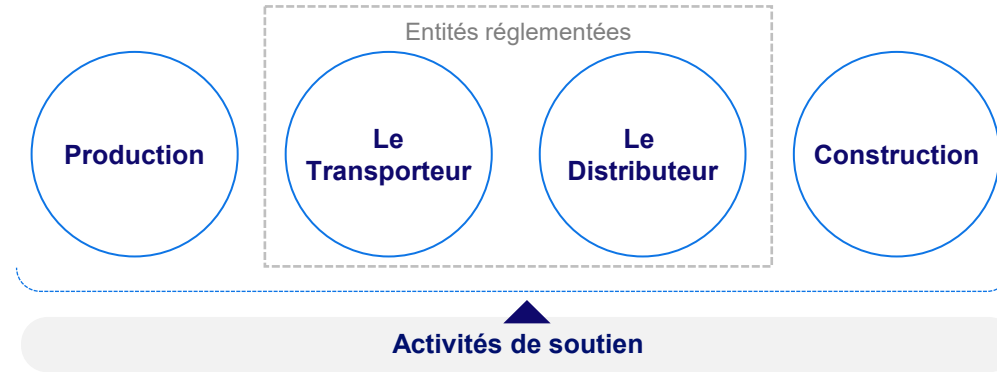 Entités réglementées
Production
Le
Transporteur
Le
Distributeur
Construction
Activités de soutien